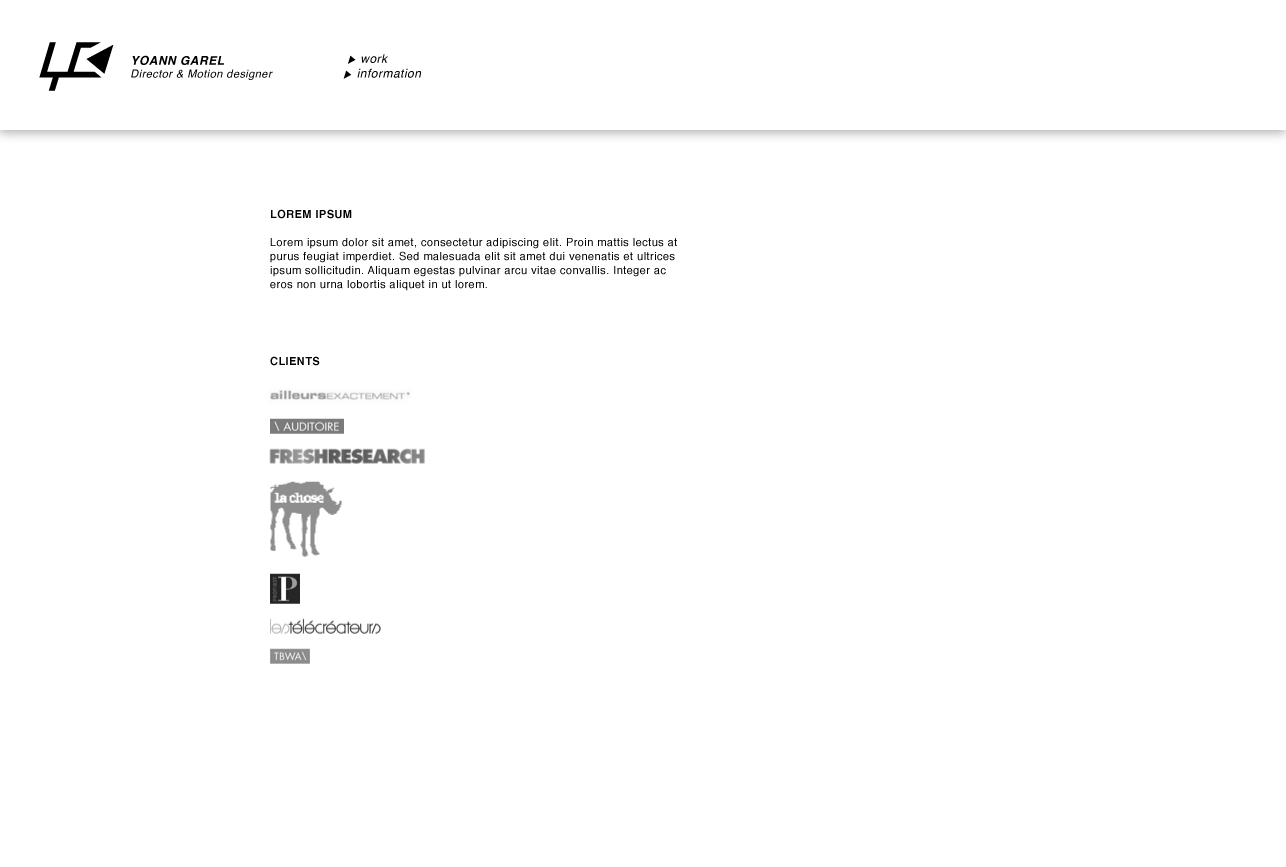 YOANN GAREL
Director & Motion designer
work
information
LOREM IPSUM
Lorem ipsum dolor sit amet, consectetur adipiscing elit. Proin mattis lectus at
purus feugiat imperdiet. Sed malesuada elit sit amet dui venenatis et ultrices
ipsum sollicitudin. Aliquam egestas pulvinar arcu vitae convallis. Integer ac
eros non urna lobortis aliquet in ut lorem.
CLIENTS
ailleursEXACTEMENT*
\ AUDITOIRE
FRESHRESEARCH
la chose
P
lestélécréateurs
TBWA\